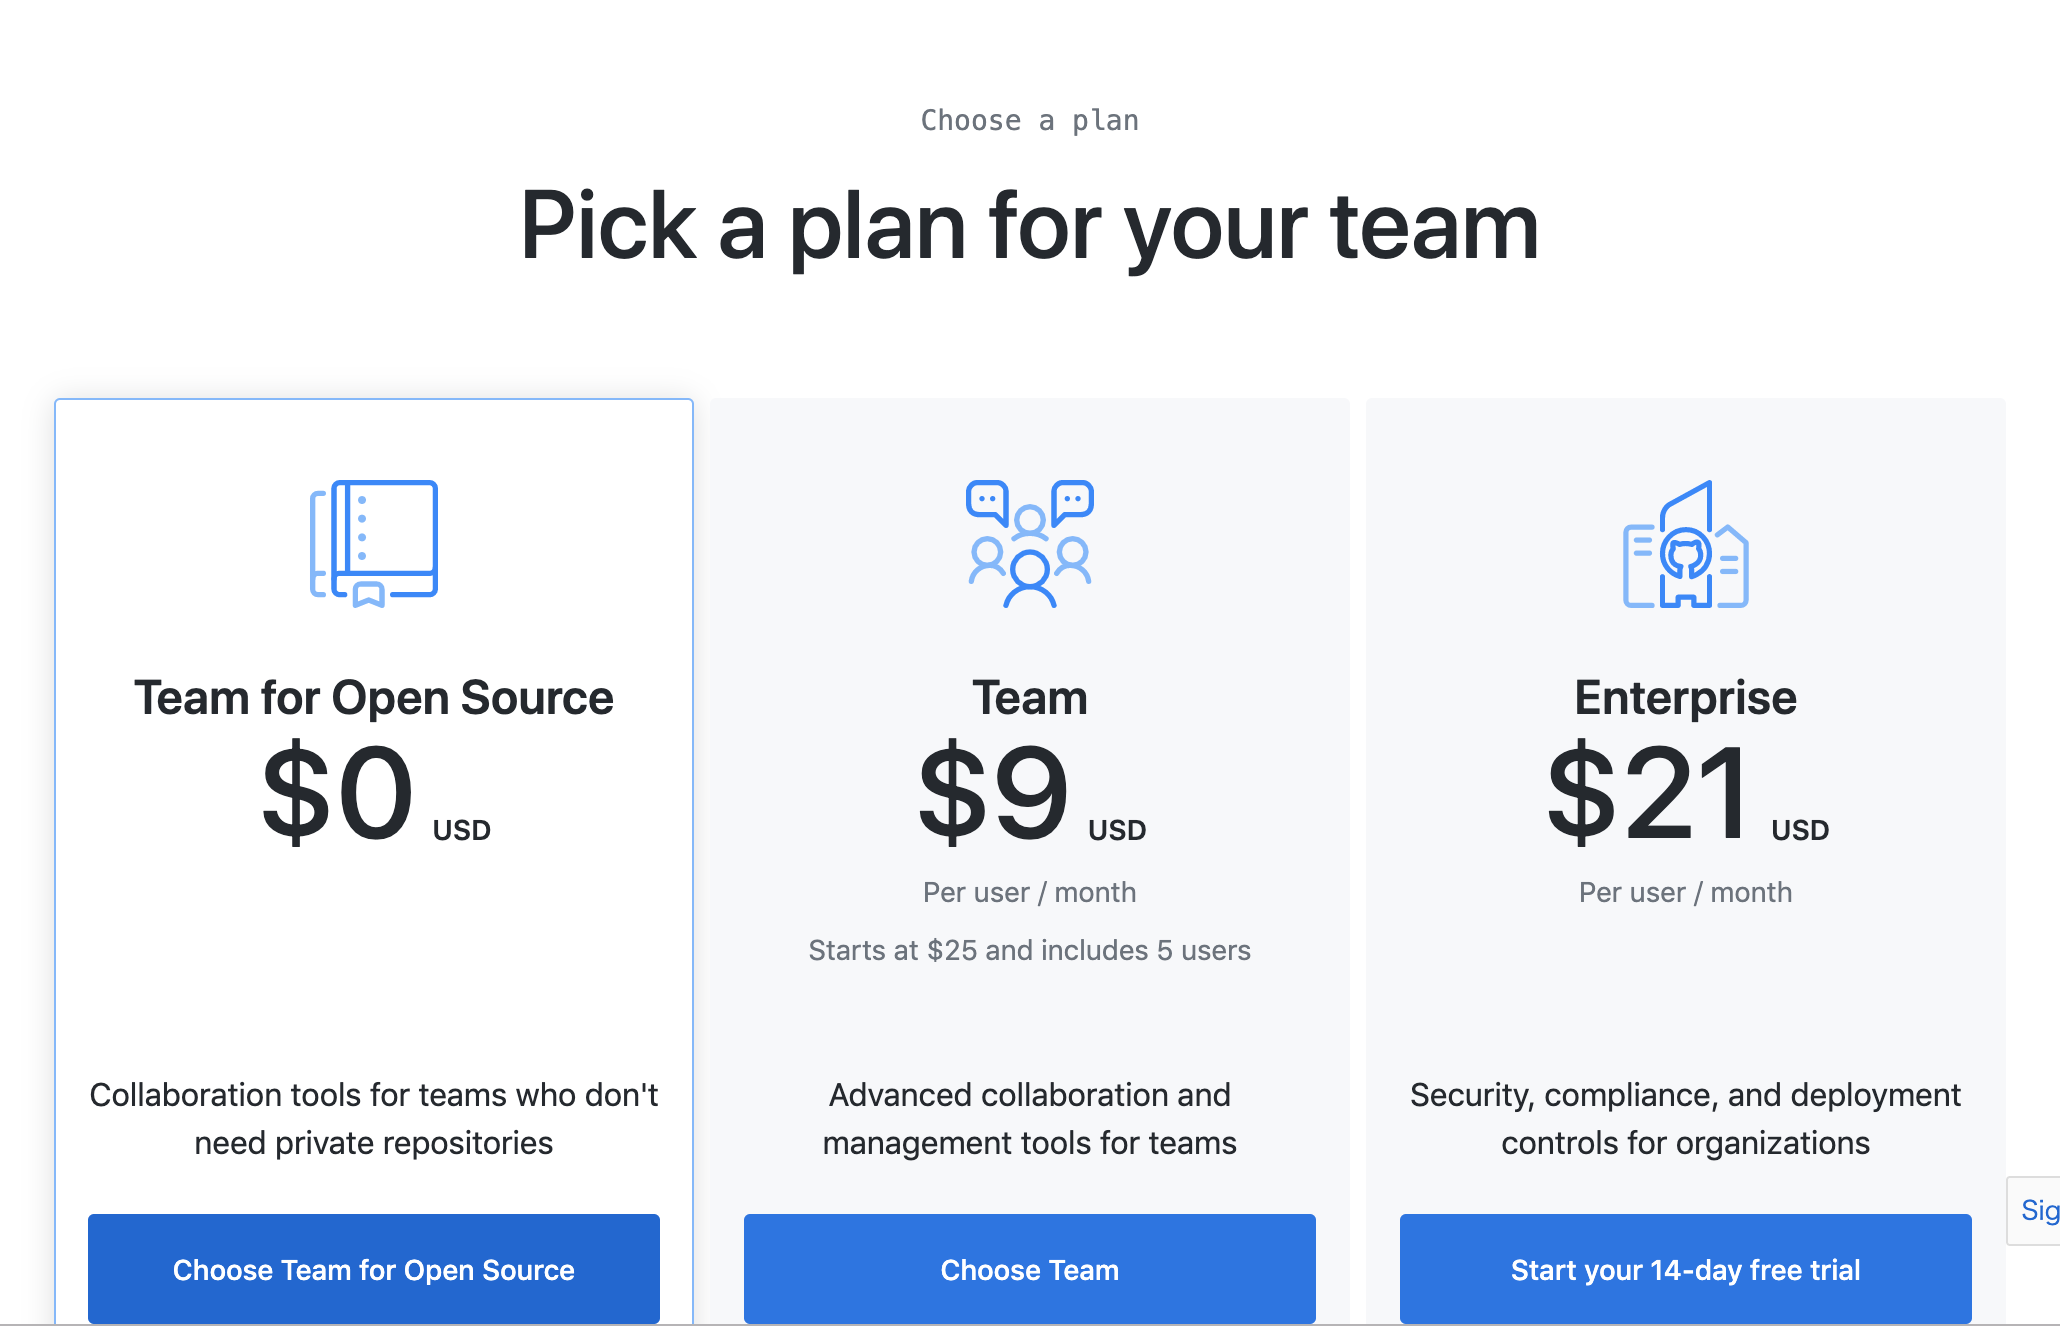 Choose a plan
Pick a plan for your team
Team for Open Source
$0 USD
Collaboration tools for teams who don't
need private repositories
Choose Team for Open Source
Team
$9 USD
Per user / month
Starts at $25 and includes 5 users
Advanced collaboration and
management tools for teams
Choose Team
Enterprise
$21 USD
Per user / month
Security, compliance, and deployment
controls for organizations
Start your 14-day free trial
Sig